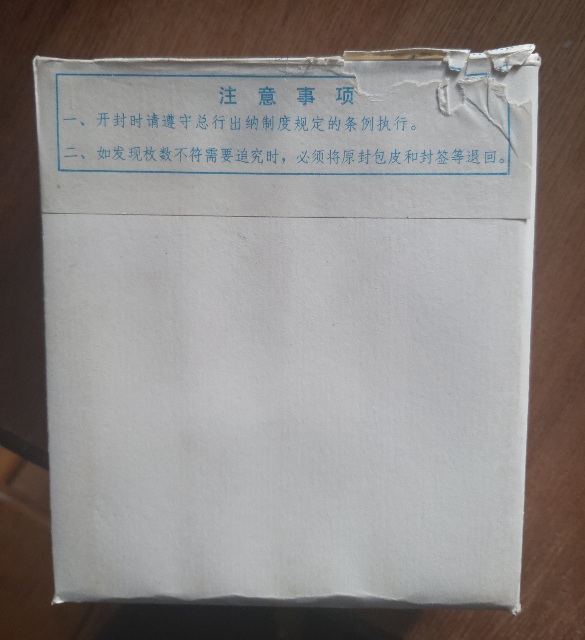 注意事项
一、开封时请遵守总行出纳制度规定的条例执行。
二、如发现枚数不符需要追究时，必须将原封包皮和封签等退回。